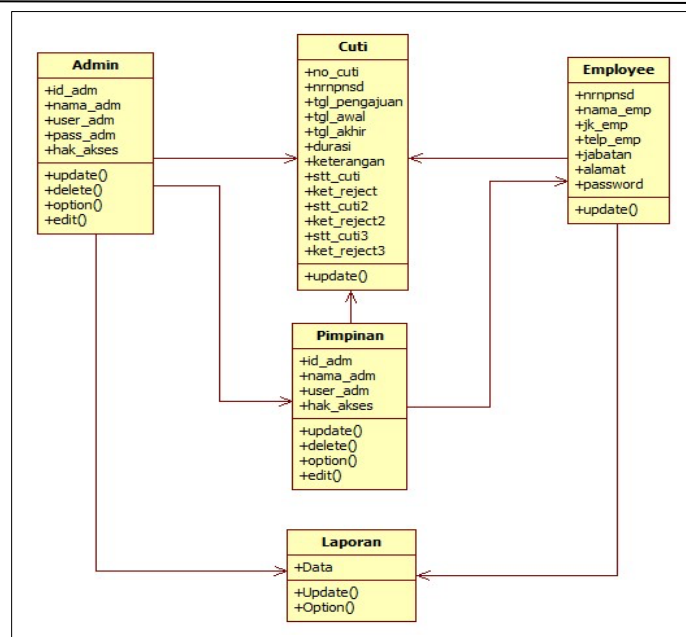 Admin
+id_adm
+nama_adm
+user_adm
+pass_adm
+hak_akses
+update()
+delete()
+option()
+edit()
Cuti
+no_cuti
+nrnpnsd
+tgl_pengajuan
+tgl_awal
+tgl_akhir
+durasi
+keterangan
+stt_cuti
+ket_reject
+stt_cuti2
+ket_reject2
+stt_cuti3
+ket_reject3
+update()
Employee
+nrnpnsd
+nama_emp
+jk_emp
+telp_emp
+jabatan
+alamat
+password
+update()
Pimpinan
+id_adm
+nama_adm
+user_adm
+hak_akses
+update()
+delete()
+option()
+edit()
Laporan
+Data
+Update()
+Option()